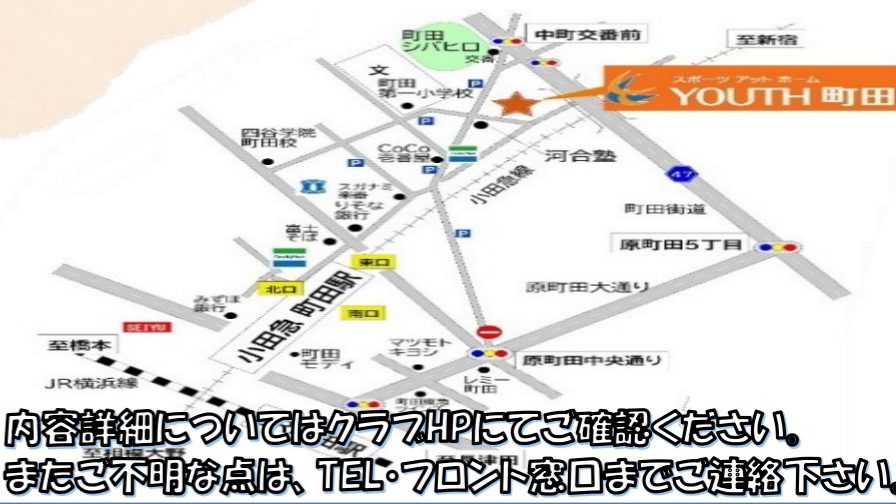 町田
シバヒロ
交番
中町交番前
至新宿
文
町田
第一小学校
P
スポーツ アット ホーム
YOUTH 町田
P
四谷学院
町田校
CoCo
壱番屋
P
P
河合塾
小田急線
47
スガナミ
楽器
りそな
銀行
町田街道
富士
そば
P
原町田5丁目
FamilyMart
東口
北口
小田急 町田駅
原町田大通り
みずほ
銀行
南口
SEIYU
至橋本
町田
モディ
マツモト
キヨシ
原町田中央通り
レミー
町田
JR横浜線
町田東急
内容詳細についてはクラブHPにてご確認ください。
またご不明な点は、TEL・フロント窓口までご連絡下さい。